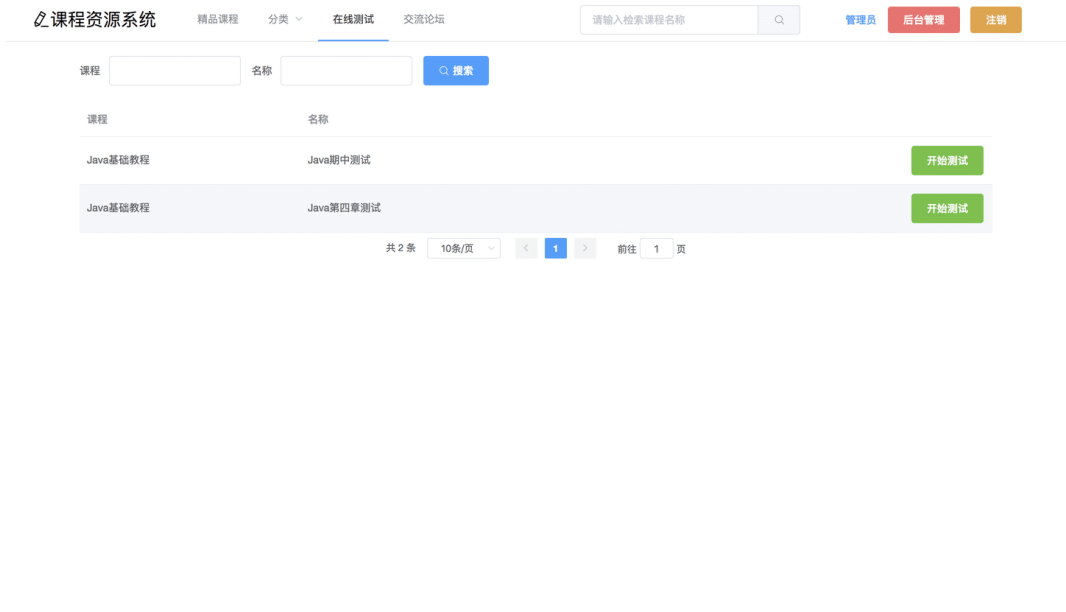 课程资源系统 精品课程 分类 在线测试 交流论坛 请输入检索课程名称 管理员 后台管理 注销
课程 名称 搜索
课程 名称
Java基础教程 Java期中测试 开始测试
Java基础教程 Java第四章测试 开始测试
共 2 条 10条/页 1 前往 1 页